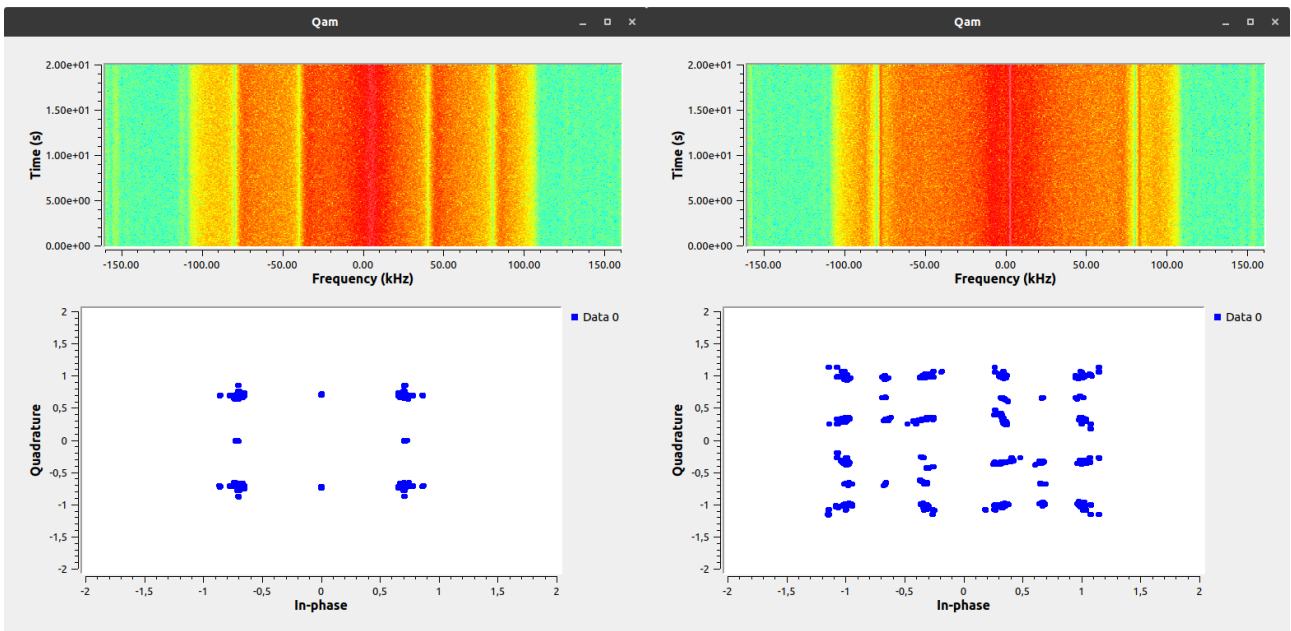 Qam
Qam
2.00e+01
1.50e+01
1.00e+01
5.00e+00
0.00e+00
Time (s)
-150.00 -100.00 -50.00 0.00 50.00 100.00 150.00
Frequency (kHz)
2.00e+01
1.50e+01
1.00e+01
5.00e+00
0.00e+00
Time (s)
-150.00 -100.00 -50.00 0.00 50.00 100.00 150.00
Frequency (kHz)
2
1,5
1
0,5
0
-0,5
-1
-1,5
-2
Quadrature
-2 -1,5 -1 -0,5 0 0,5 1 1,5 2
In-phase
Data 0
2
1,5
1
0,5
0
-0,5
-1
-1,5
-2
Quadrature
-2 -1,5 -1 -0,5 0 0,5 1 1,5 2
In-phase
Data 0